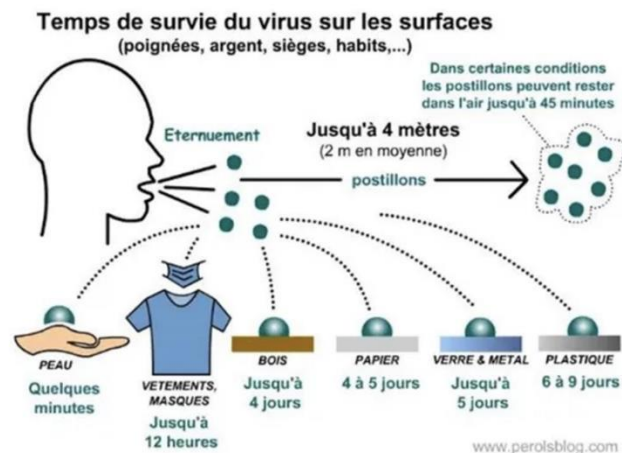 Temps de survie du virus sur les surfaces
(poignées, argent, sièges, habits,...)
Dans certaines conditions
les postillons peuvent rester
dans l'air jusqu'à 45 minutes
Eternuement
Jusqu'à 4 mètres
(2 m en moyenne)
postillons
PEAU
Quelques
minutes
VETEMENTS,
MASQUES
Jusqu'à
12 heures
BOIS
Jusqu'à
4 jours
PAPIER
4 à 5 jours
VERRE & METAL
Jusqu'à
5 jours
PLASTIQUE
6 à 9 jours
www.perolsblog.com